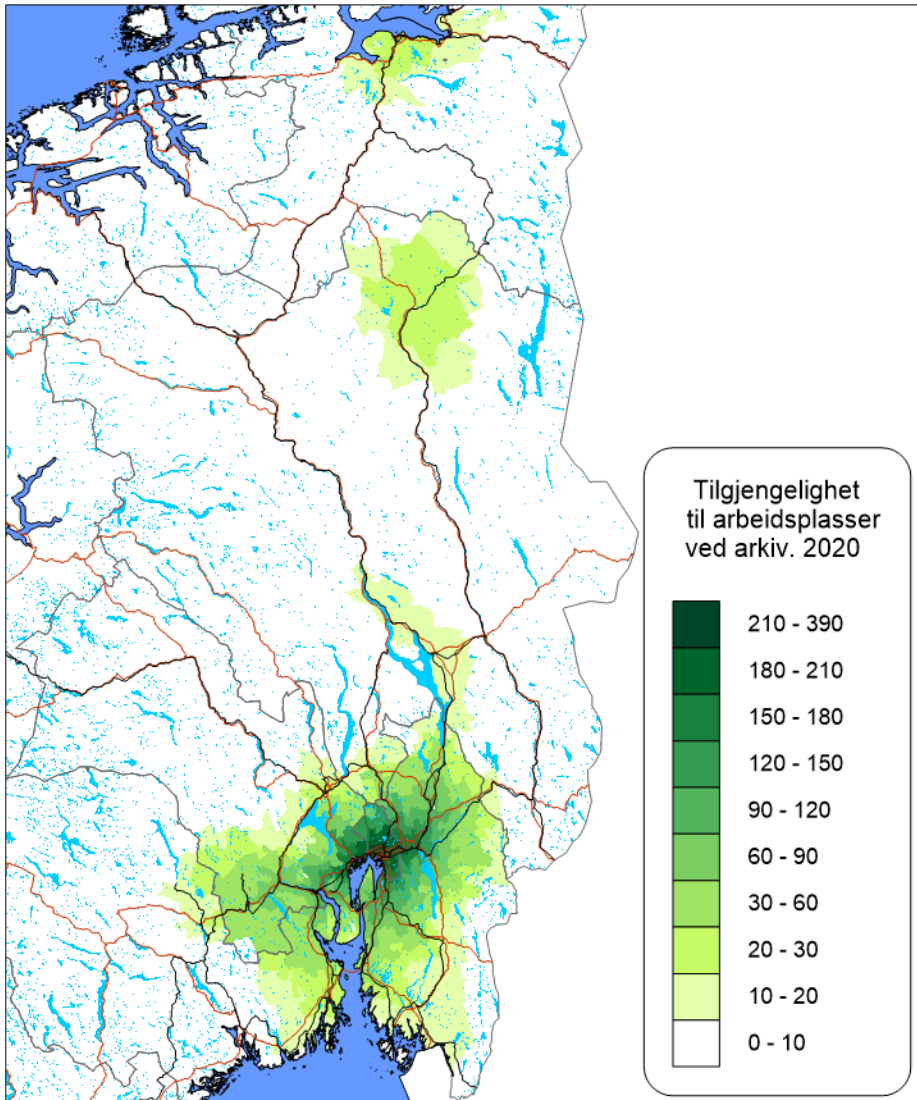 Tilgjengelighet
til arbeidsplasser
ved arkiv. 2020
210 - 390
180 - 210
150 - 180
120 - 150
90 - 120
60 - 90
30 - 60
20 - 30
10 - 20
0 - 10